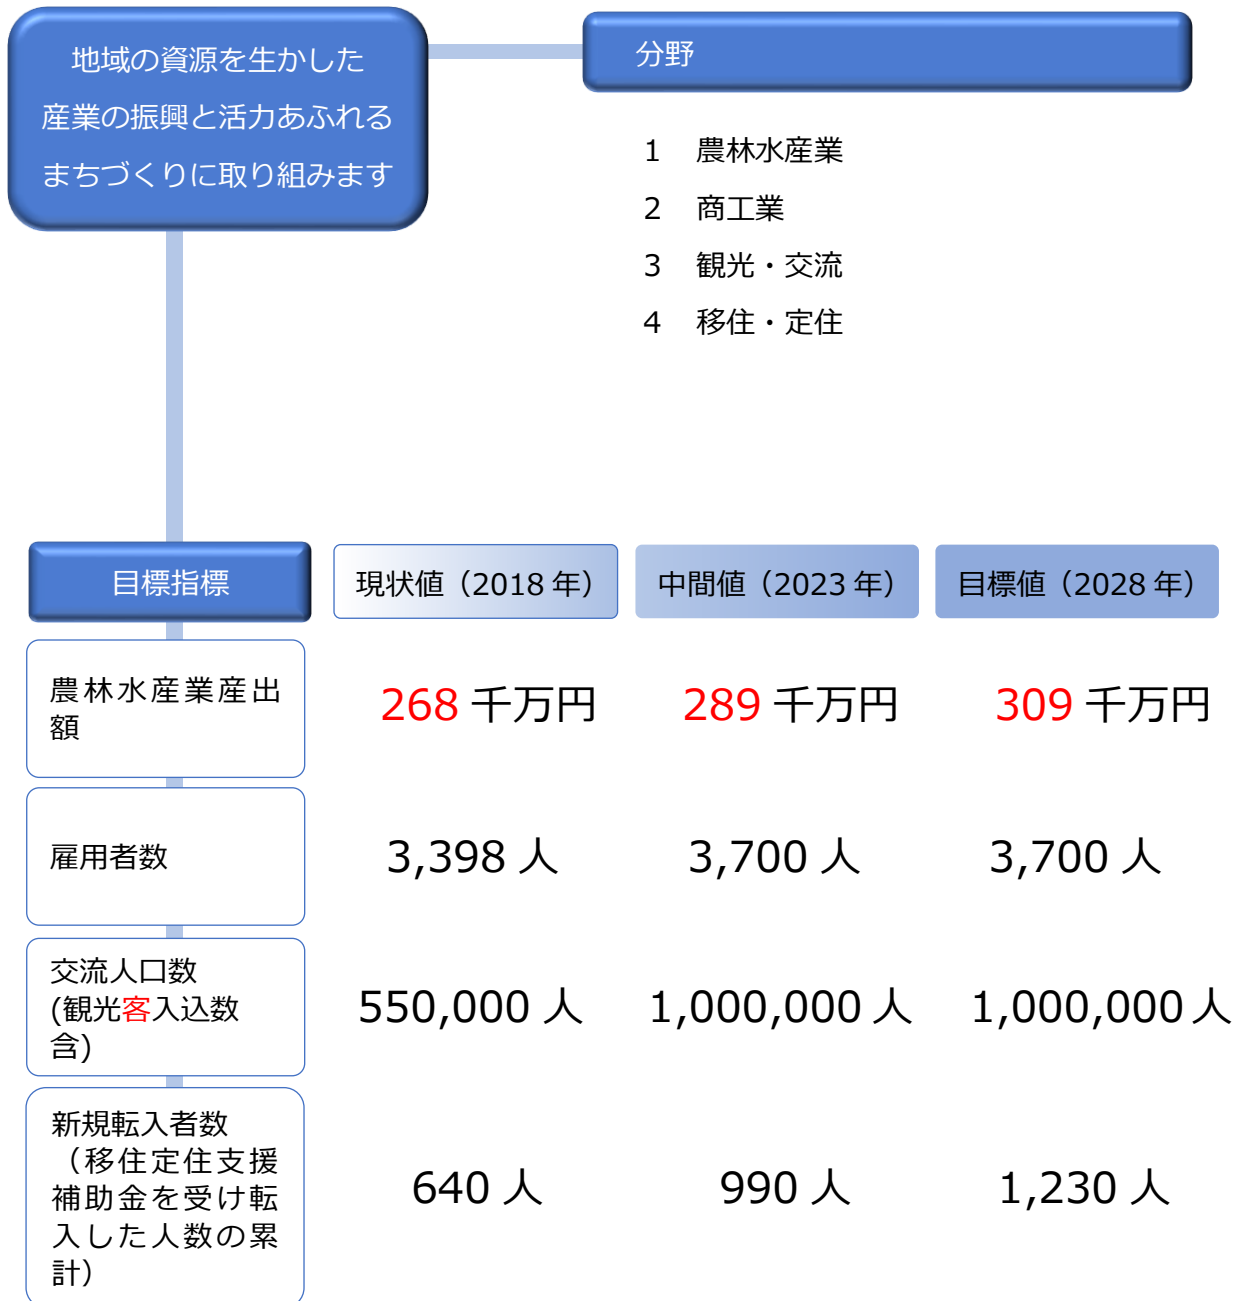 地域の資源を生かした
産業の振興と活力あふれる
まちづくりに取り組みます
分野
1 農林水産業
2 商工業
3 観光・交流
4 移住・定住
目標指標
現状値（2018 年）
中間値（2023 年）
目標値（2028 年）
農林水産業産出
額
268 千万円
289 千万円
309 千万円
雇用者数
3,398 人
3,700 人
3,700 人
交流人口数
(観光客入込数
含)
550,000 人
1,000,000 人
1,000,000 人
新規転入者数
（移住定住支援
補助金を受け転
入した人数の累
計）
640 人
990 人
1,230 人